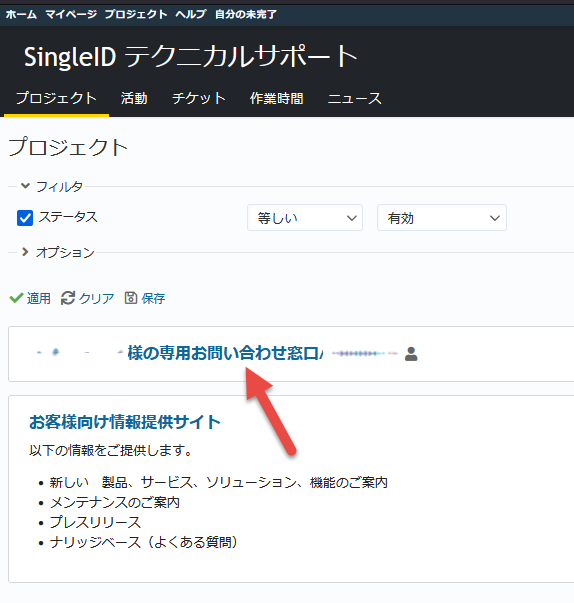 ホーム マイページ プロジェクト ヘルプ 自分の未完了
SingleID テクニカルサポート
プロジェクト 活動 チケット 作業時間 ニュース
プロジェクト
フィルタ
ステータス 等しい 有効
オプション
適用 クリア 保存
様の専用お問い合わせ窓口
お客様向け情報提供サイト
以下の情報をご提供します。
• 新しい　製品、サービス、ソリューション、機能のご案内
• メンテナンスのご案内
• プレスリリース
• ナリッジベース（よくある質問）